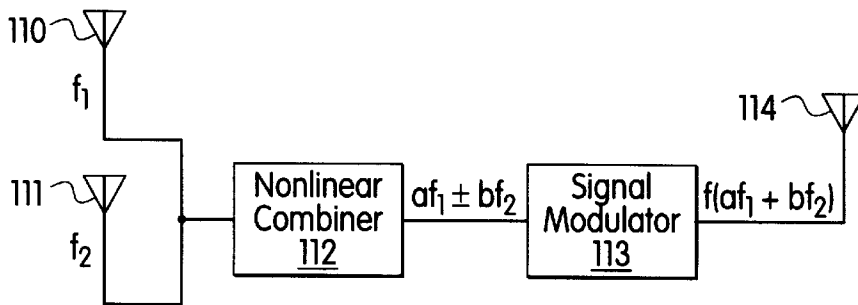 110
f₁
111
f₂
Nonlinear
Combiner
112
af₁ ± bf₂
Signal
Modulator
113
f(af₁ + bf₂)
114